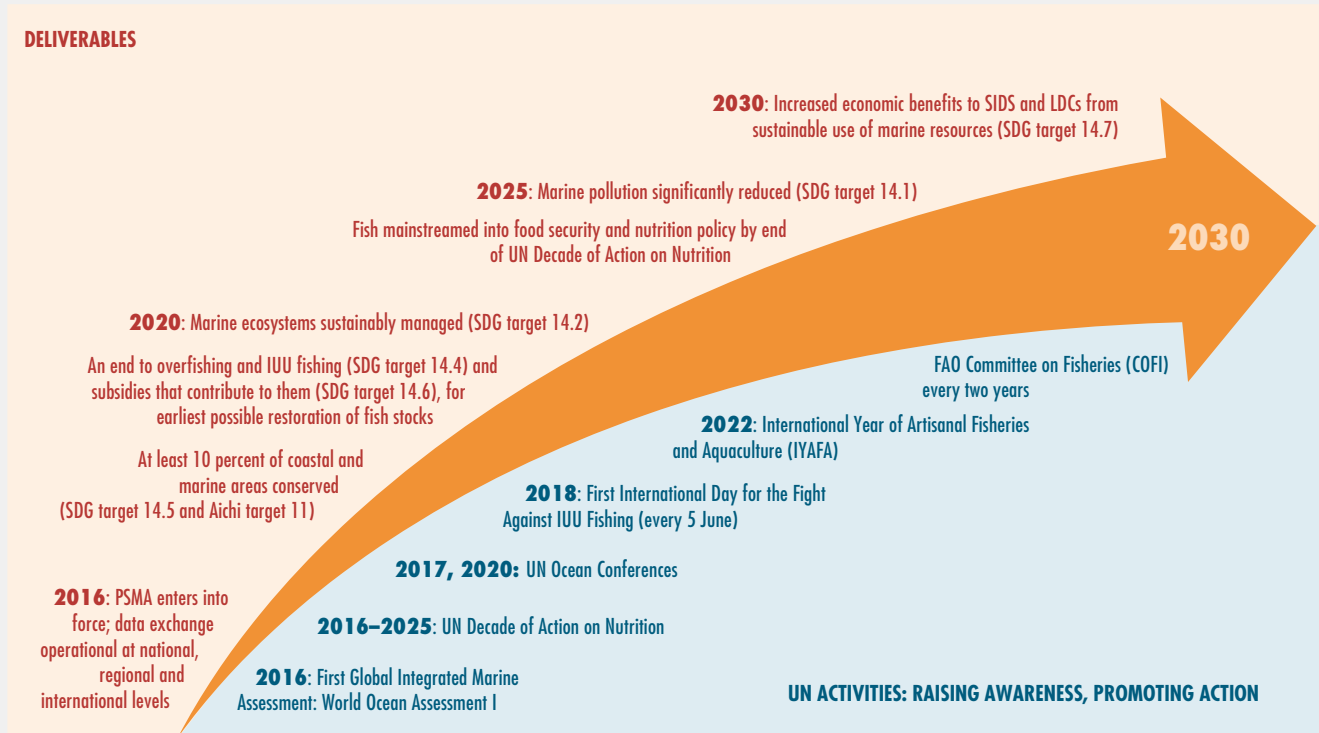 DELIVERABLES
2030: Increased economic benefits to SIDS and LDCs from
sustainable use of marine resources (SDG target 14.7)
2025: Marine pollution significantly reduced (SDG target 14.1)
Fish mainstreamed into food security and nutrition policy by end
of UN Decade of Action on Nutrition
2030
2020: Marine ecosystems sustainably managed (SDG target 14.2)
An end to overfishing and IUU fishing (SDG target 14.4) and
subsidies that contribute to them (SDG target 14.6), for
earliest possible restoration of fish stocks
At least 10 percent of coastal and
marine areas conserved
(SDG target 14.5 and Aichi target 11)
2016: PSMA enters into
force; data exchange
operational at national,
regional and
international levels
FAO Committee on Fisheries (COFI)
every two years
2022: International Year of Artisanal Fisheries
and Aquaculture (IYAFA)
2018: First International Day for the Fight
Against IUU Fishing (every 5 June)
2017, 2020: UN Ocean Conferences
2016–2025: UN Decade of Action on Nutrition
2016: First Global Integrated Marine
Assessment: World Ocean Assessment I
UN ACTIVITIES: RAISING AWARENESS, PROMOTING ACTION